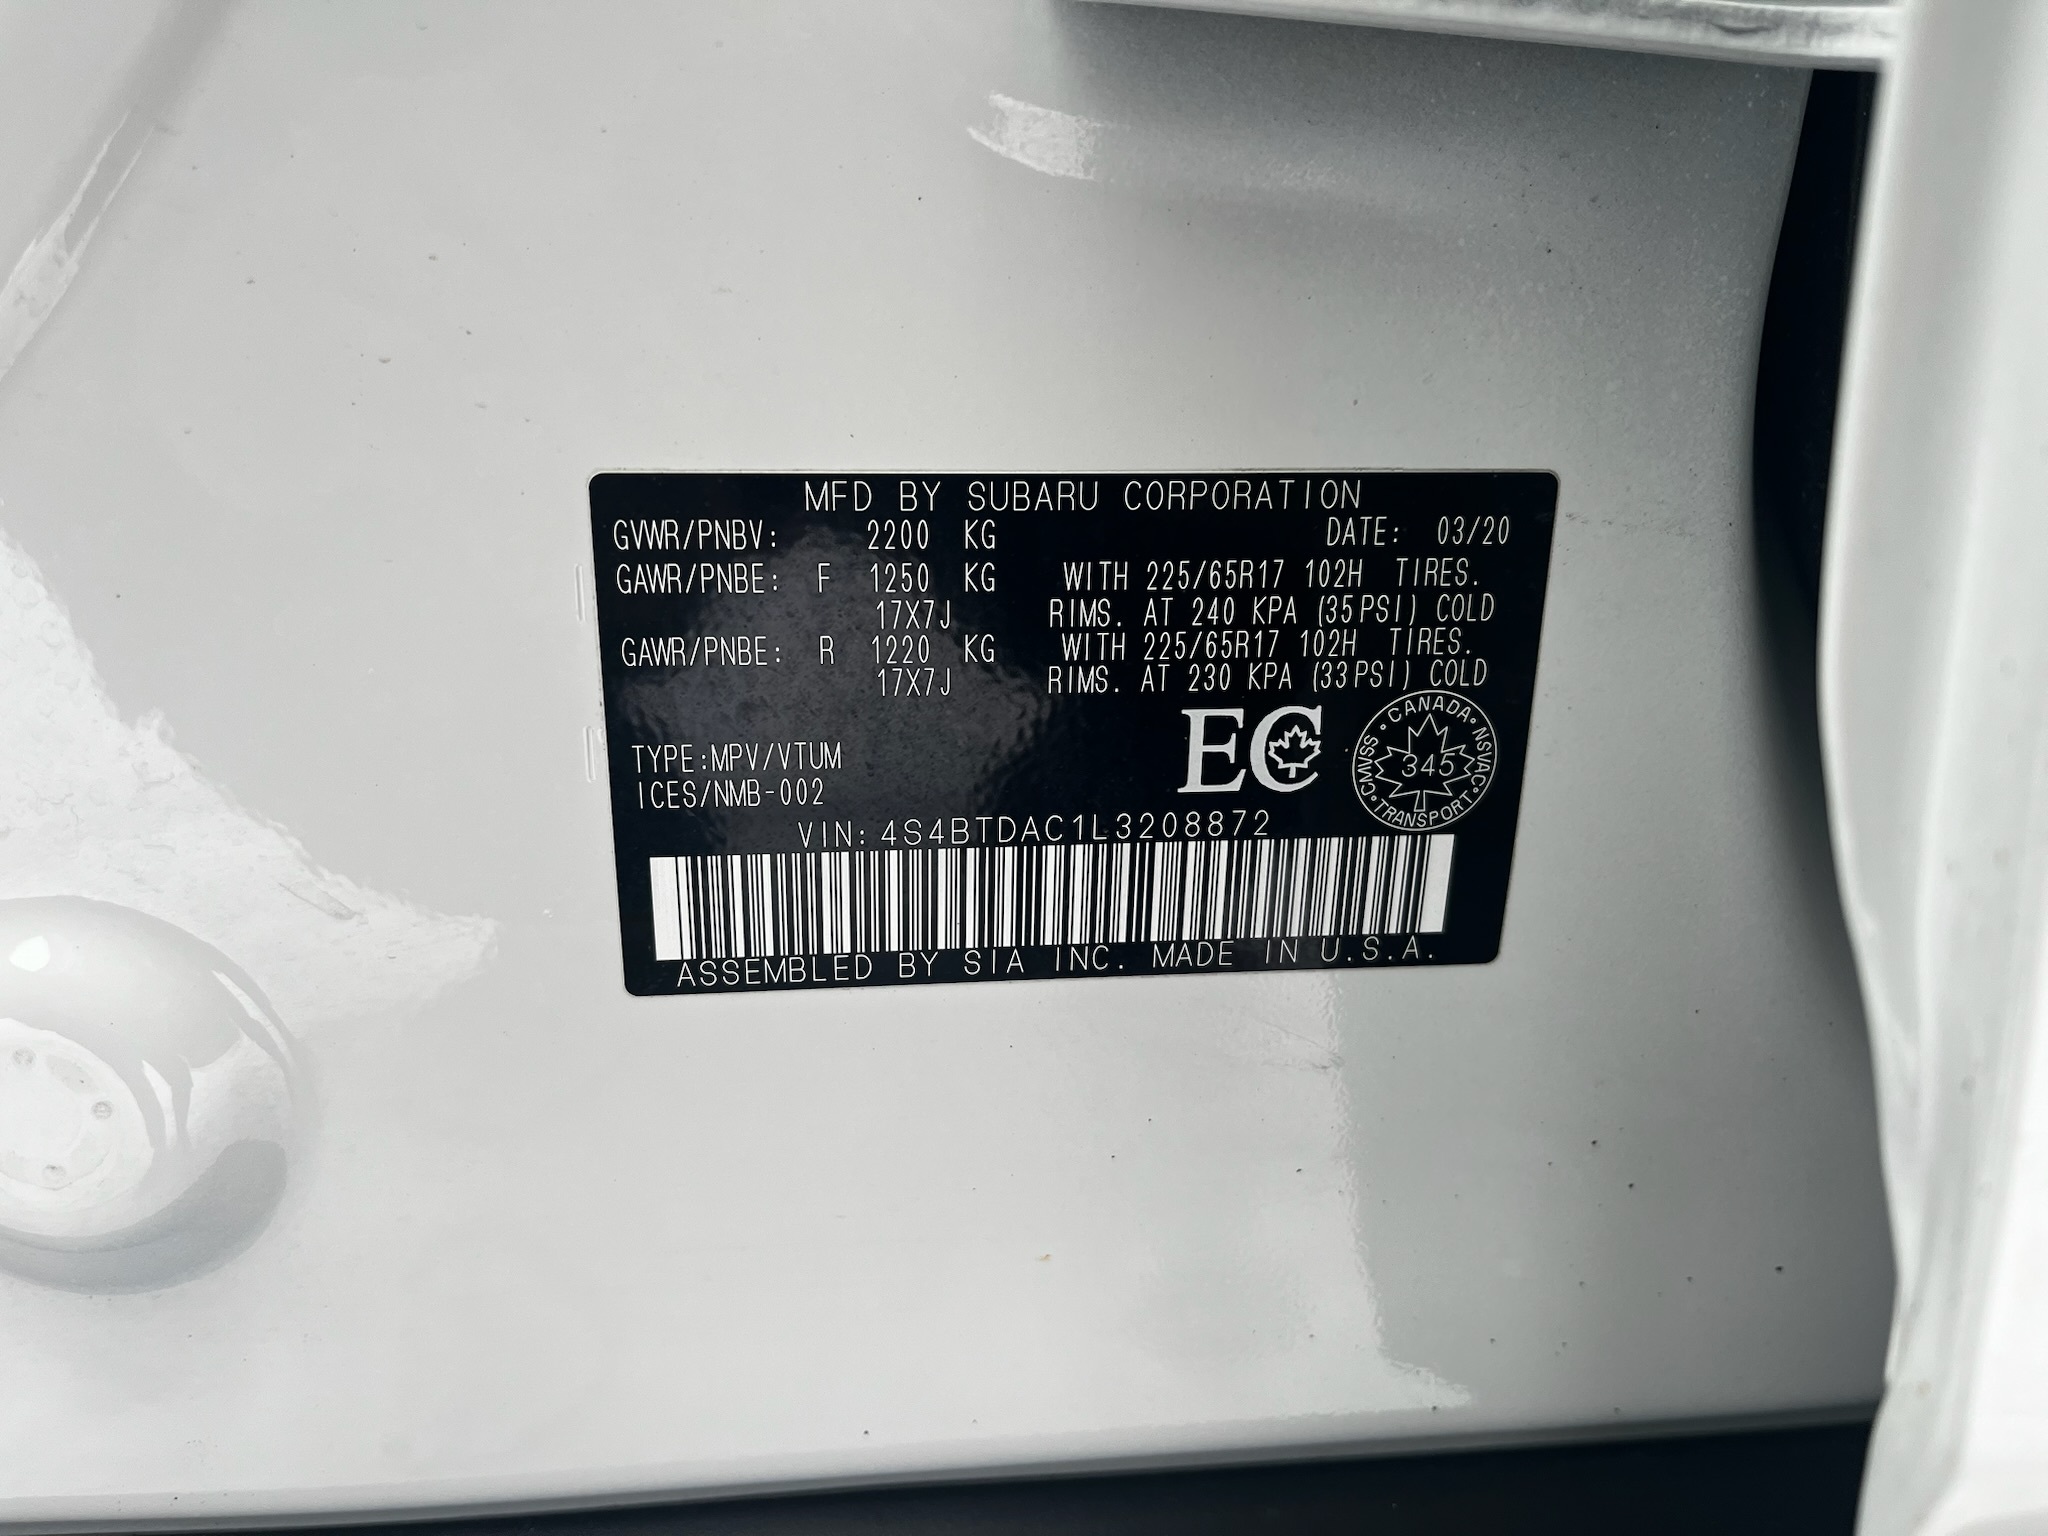 MFD BY SUBARU CORPORATION
GVWR/PNBV: 2200 KG DATE: 03/20
GAWR/PNBE: F 1250 KG WITH 225/65R17 102H TIRES.
17X7J RIMS. AT 240 KPA (35PSI) COLD
GAWR/PNBE: R 1220 KG WITH 225/65R17 102H TIRES.
17X7J RIMS. AT 230 KPA (33PSI) COLD
EC
CANADA
CMVSS 345 NSVAC
TRANSPORT
TYPE:MPV/VTUM
ICES/NMB-002
VIN: 4S4BTDAC1L3208872
ASSEMBLED BY SIA INC. MADE IN U.S.A.